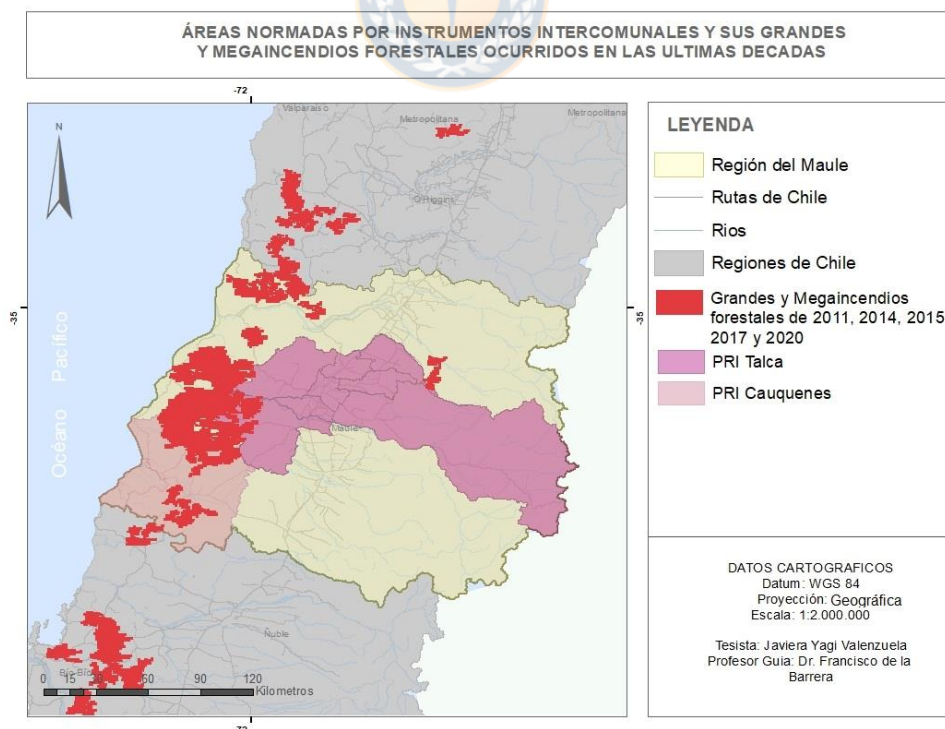 ÁREAS NORMADAS POR INSTRUMENTOS INTERCOMUNALES Y SUS GRANDES
Y MEGAINCENDIOS FORESTALES OCURRIDOS EN LAS ULTIMAS DECADAS
-72
Valparaíso
Metropolitana
Metropolitana
N
O'Higgins
-35
-35
Océano Pacífico
Maule
Ñuble
Bío-Bío
0 15 30 60 90 120
Kilometros
-72
LEYENDA
Región del Maule
Rutas de Chile
Rios
Regiones de Chile
Grandes y Megaincendios
forestales de 2011, 2014, 2015
2017 y 2020
PRI Talca
PRI Cauquenes
DATOS CARTOGRAFICOS
Datum: WGS 84
Proyección: Geográfica
Escala: 1:2.000.000
Tesista: Javiera Yagi Valenzuela
Profesor Guia: Dr. Francisco de la
Barrera